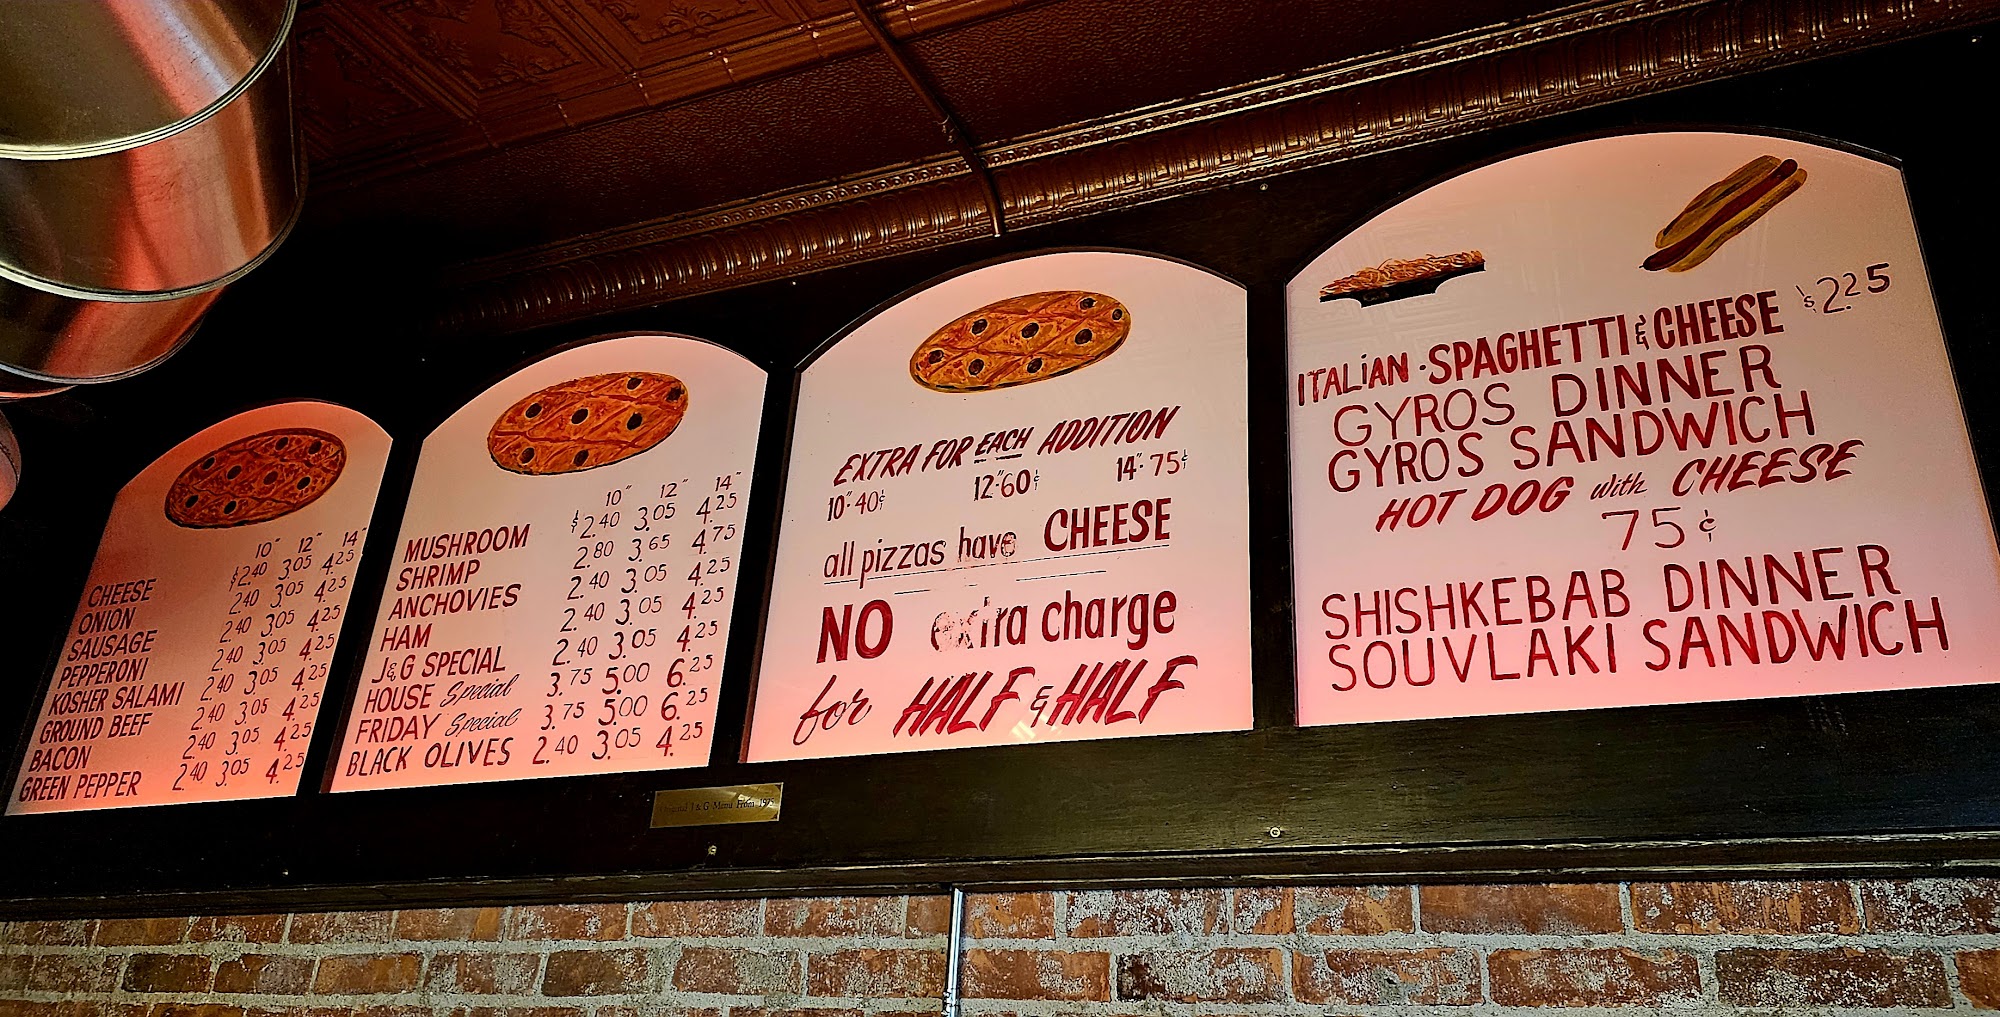 10" 12" 14"
CHEESE $2.40 3.05 4.25
ONION 2.40 3.05 4.25
SAUSAGE 2.40 3.05 4.25
PEPPERONI 2.40 3.05 4.25
KOSHER SALAMI 2.40 3.05 4.25
GROUND BEEF 2.40 3.05 4.25
BACON 2.40 3.05 4.25
GREEN PEPPER 2.40 3.05 4.25
10" 12" 14"
MUSHROOM $2.40 3.05 4.25
SHRIMP 2.80 3.65 4.75
ANCHOVIES 2.40 3.05 4.25
HAM 2.40 3.05 4.25
J&G SPECIAL 2.40 3.05 4.25
HOUSE Special 3.75 5.00 6.25
FRIDAY Special 3.75 5.00 6.25
BLACK OLIVES 2.40 3.05 4.25
EXTRA FOR EACH ADDITION
10"·40¢ 12"·60¢ 14"·75¢
all pizzas have CHEESE
NO extra charge
for HALF & HALF
ITALiAN · SPAGHETTI & CHEESE $2.25
GYROS DINNER
GYROS SANDWICH
HOT DOG with CHEESE
75¢
SHISHKEBAB DINNER
SOUVLAKI SANDWICH
Original J & G Menu From 1975